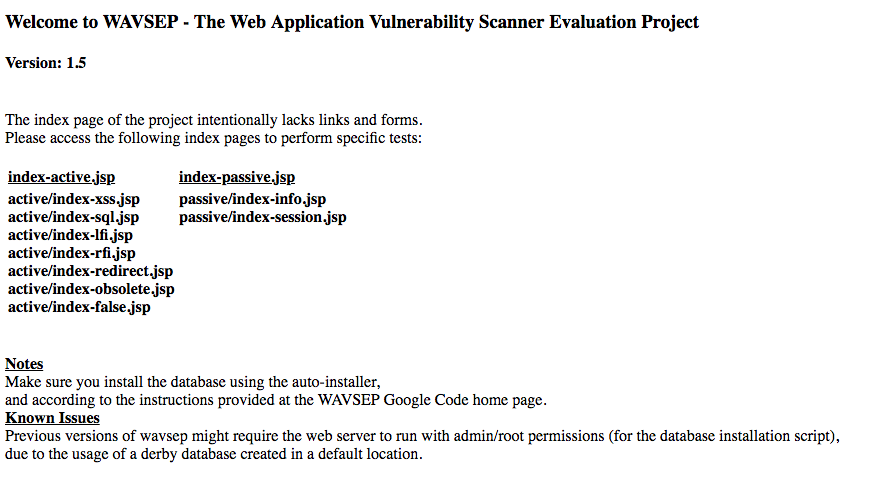 Welcome to WAVSEP - The Web Application Vulnerability Scanner Evaluation Project
Version: 1.5
The index page of the project intentionally lacks links and forms.
Please access the following index pages to perform specific tests:
index-active.jsp index-passive.jsp
active/index-xss.jsp passive/index-info.jsp
active/index-sql.jsp passive/index-session.jsp
active/index-lfi.jsp
active/index-rfi.jsp
active/index-redirect.jsp
active/index-obsolete.jsp
active/index-false.jsp
Notes
Make sure you install the database using the auto-installer,
and according to the instructions provided at the WAVSEP Google Code home page.
Known Issues
Previous versions of wavsep might require the web server to run with admin/root permissions (for the database installation script),
due to the usage of a derby database created in a default location.